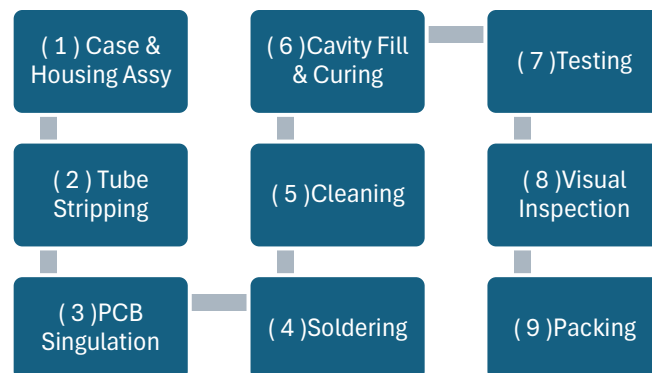 ( 1 ) Case &
Housing Assy
( 2 ) Tube
Stripping
( 3 )PCB
Singulation
( 4 )Soldering
( 5 )Cleaning
( 6 )Cavity Fill
& Curing
( 7 )Testing
( 8 )Visual
Inspection
( 9 )Packing